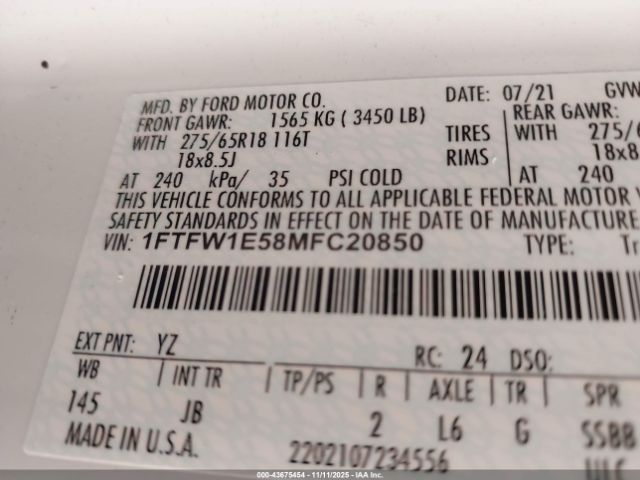 MFD. BY FORD MOTOR CO. DATE: 07/21 GVW
FRONT GAWR: 1565 KG ( 3450 LB) REAR GAWR:
WITH 275/65R18 116T TIRES WITH 275/6
18x8.5J RIMS 18x8.
AT 240 kPa/ 35 PSI COLD AT 240
THIS VEHICLE CONFORMS TO ALL APPLICABLE FEDERAL MOTOR V
SAFETY STANDARDS IN EFFECT ON THE DATE OF MANUFACTUR
VIN: 1FTFW1E58MFC20850 TYPE: Tr
EXT PNT: YZ RC: 24 DSO:
WB INT TR TP/PS R AXLE TR SPR
145 JB 2 L6 G SSBB
MADE IN U.S.A. 2202107234556
000-43675454 - 11/11/2025 - IAAI.com